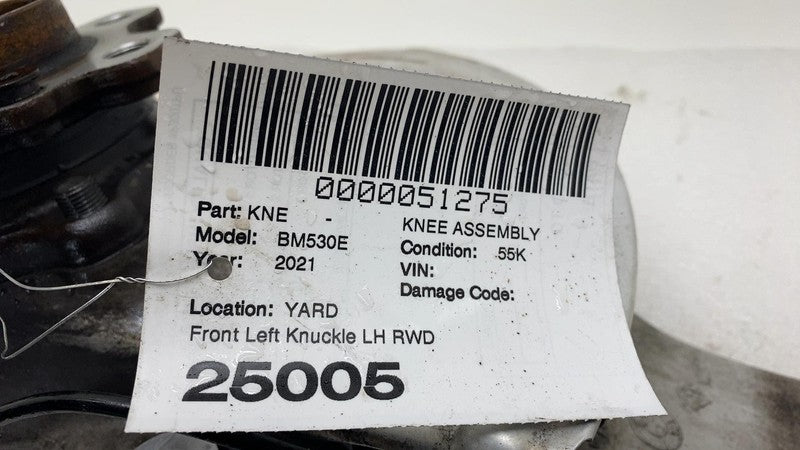 0000051275
Part: KNE - KNEE ASSEMBLY
Model: BM530E Condition: 55K
Year: 2021 VIN:
Damage Code:
Location: YARD
Front Left Knuckle LH RWD
25005